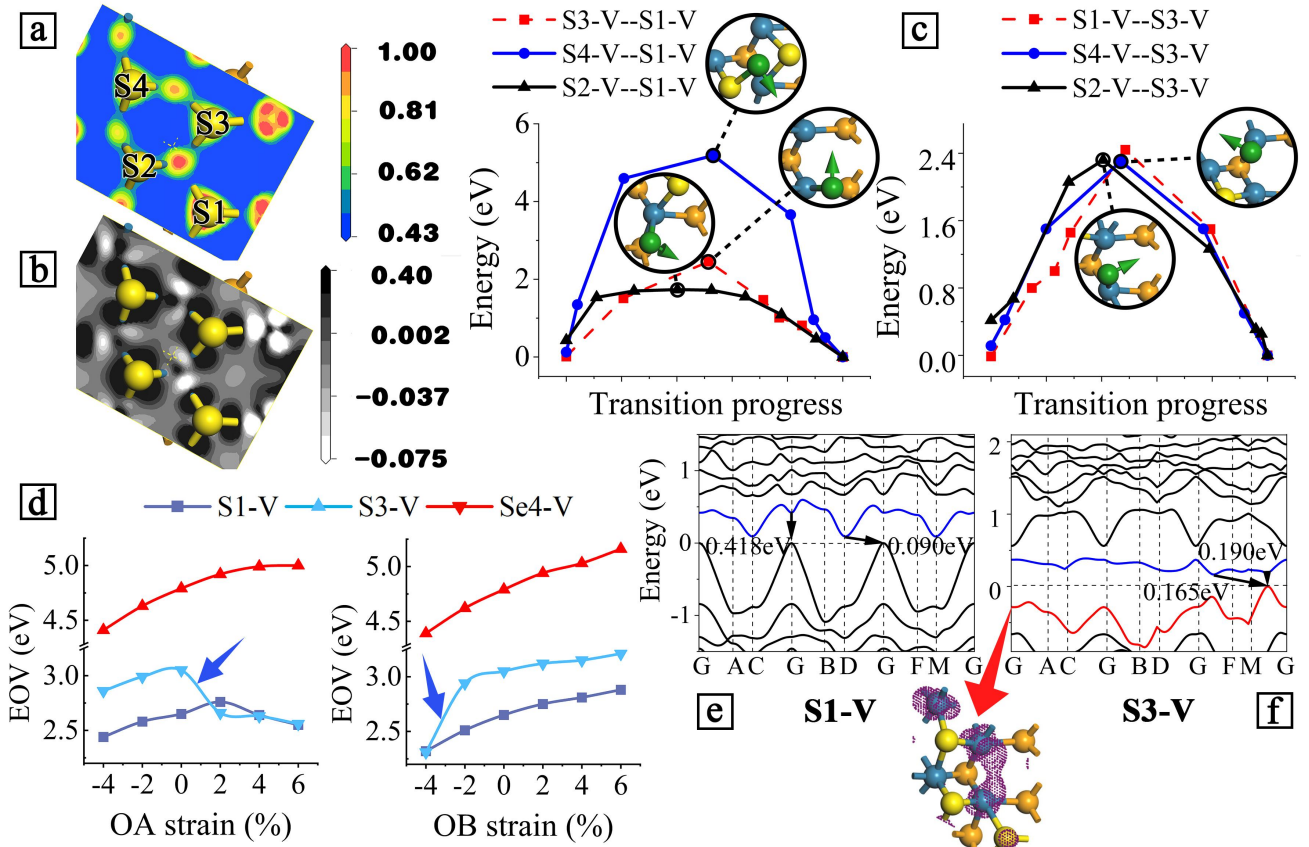 a
S4
S3
S2
S1
1.00
0.81
0.62
0.43
b
0.40
0.002
-0.037
-0.075
S3-V--S1-V
S4-V--S1-V
S2-V--S1-V
6
4
2
0
Energy (eV)
Transition progress
c
S1-V--S3-V
S4-V--S3-V
S2-V--S3-V
2.4
1.6
0.8
0.0
Energy (eV)
Transition progress
d
S1-V
S3-V
Se4-V
5.0
4.5
3.0
2.5
EOV (eV)
-4 -2 0 2 4 6
OA strain (%)
5.0
4.5
3.0
2.5
EOV (eV)
-4 -2 0 2 4 6
OB strain (%)
1
0
-1
Energy (eV)
0.418eV
0.090eV
G A C G B D G F M G
e
S1-V
2
1
0
0.190eV
0.165eV
G A C G B D G F M G
S3-V
f